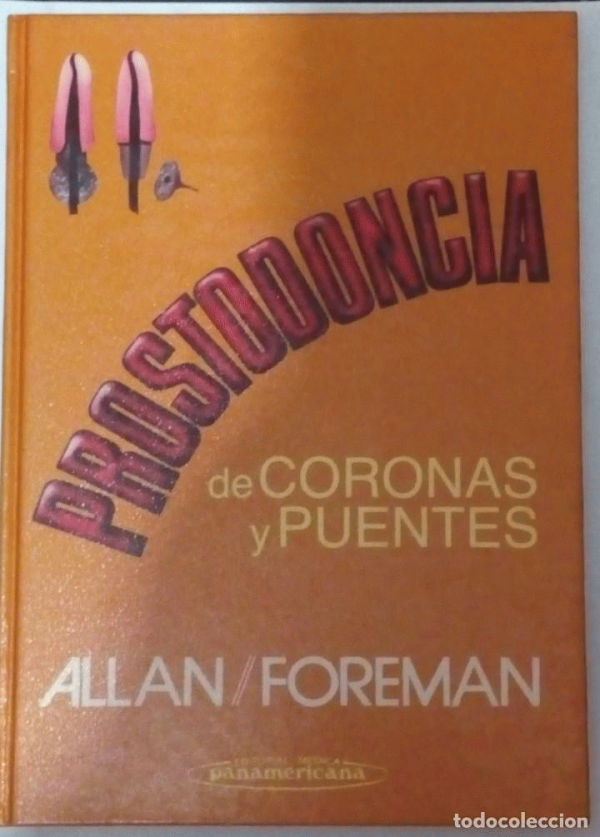 PROSTODONCIA
de CORONAS
y PUENTES
ALLAN//FOREMAN
EDITORIAL MEDICA
panamericana
todocoleccion